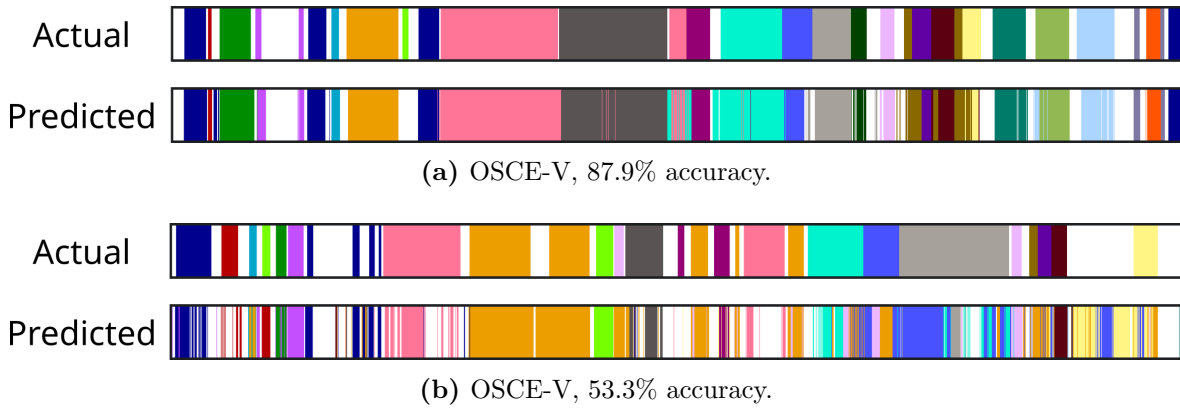 Actual
Predicted
(a) OSCE-V, 87.9% accuracy.
Actual
Predicted
(b) OSCE-V, 53.3% accuracy.